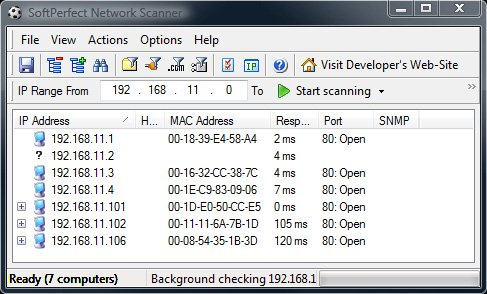 SoftPerfect Network Scanner
File View Actions Options Help
.com IP Visit Developer's Web-Site
IP Range From 192 . 168 . 11 . 0 To Start scanning
IP Address H... MAC Address Resp... Port SNMP
192.168.11.1 00-18-39-E4-58-A4 2 ms 80: Open
? 192.168.11.2 4 ms
192.168.11.3 00-16-32-CC-38-7C 4 ms 80: Open
192.168.11.4 00-1E-C9-83-09-06 7 ms 80: Open
192.168.11.101 00-1D-E0-50-CC-E5 0 ms 80: Open
192.168.11.102 00-11-11-6A-7B-1D 105 ms 80: Open
192.168.11.106 00-08-54-35-1B-3D 120 ms 80: Open
Ready (7 computers) Background checking 192.168.1